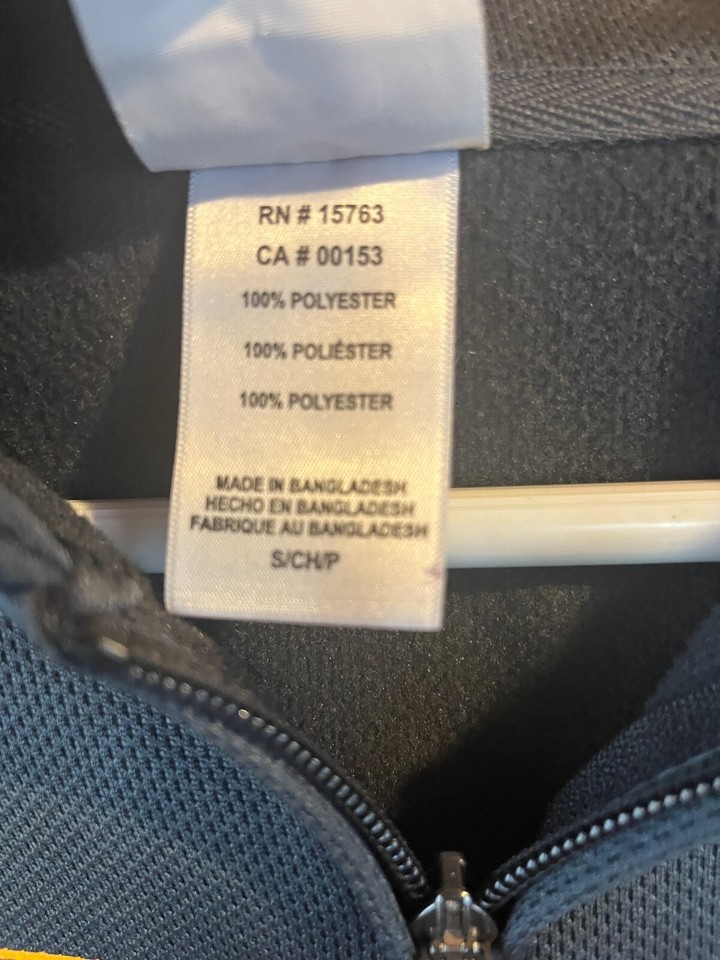 RN # 15763
CA # 00153
100% POLYESTER
100% POLIÉSTER
100% POLYESTER
MADE IN BANGLADESH
HECHO EN BANGLADESH
FABRIQUE AU BANGLADESH
S/CH/P